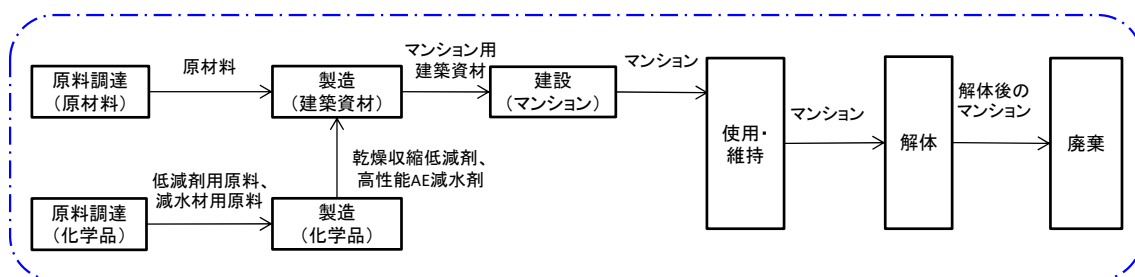 原料調達
（原材料）
原材料
製造
（建築資材）
マンション用
建築資材
建設
（マンション）
マンション
使用・
維持
マンション
解体
解体後の
マンション
廃棄
乾燥収縮低減剤、
高性能AE減水剤
原料調達
（化学品）
低減剤用原料、
減水材用原料
製造
（化学品）